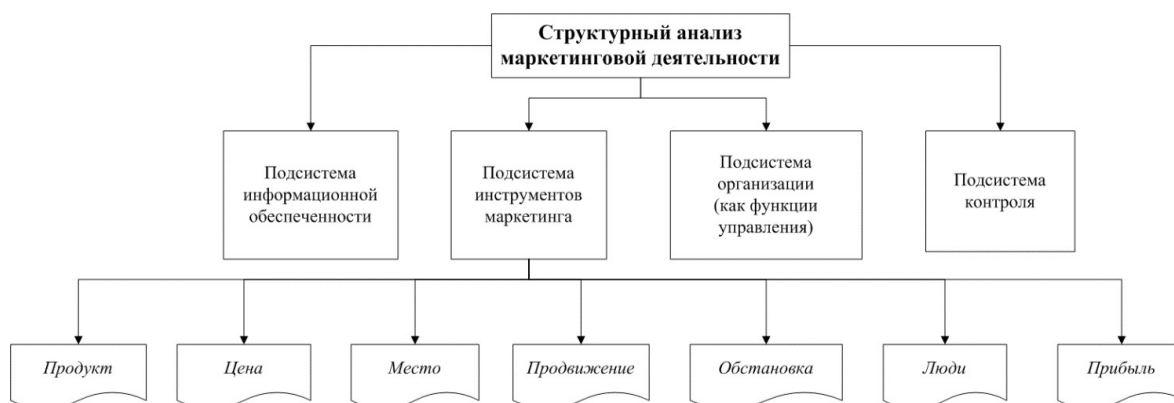 Структурный анализ
маркетинговой деятельности
Подсистема
информационной
обеспеченности
Подсистема
инструментов
маркетинга
Подсистема
организации
(как функции
управления)
Подсистема
контроля
Продукт
Цена
Место
Продвижение
Обстановка
Люди
Прибыль